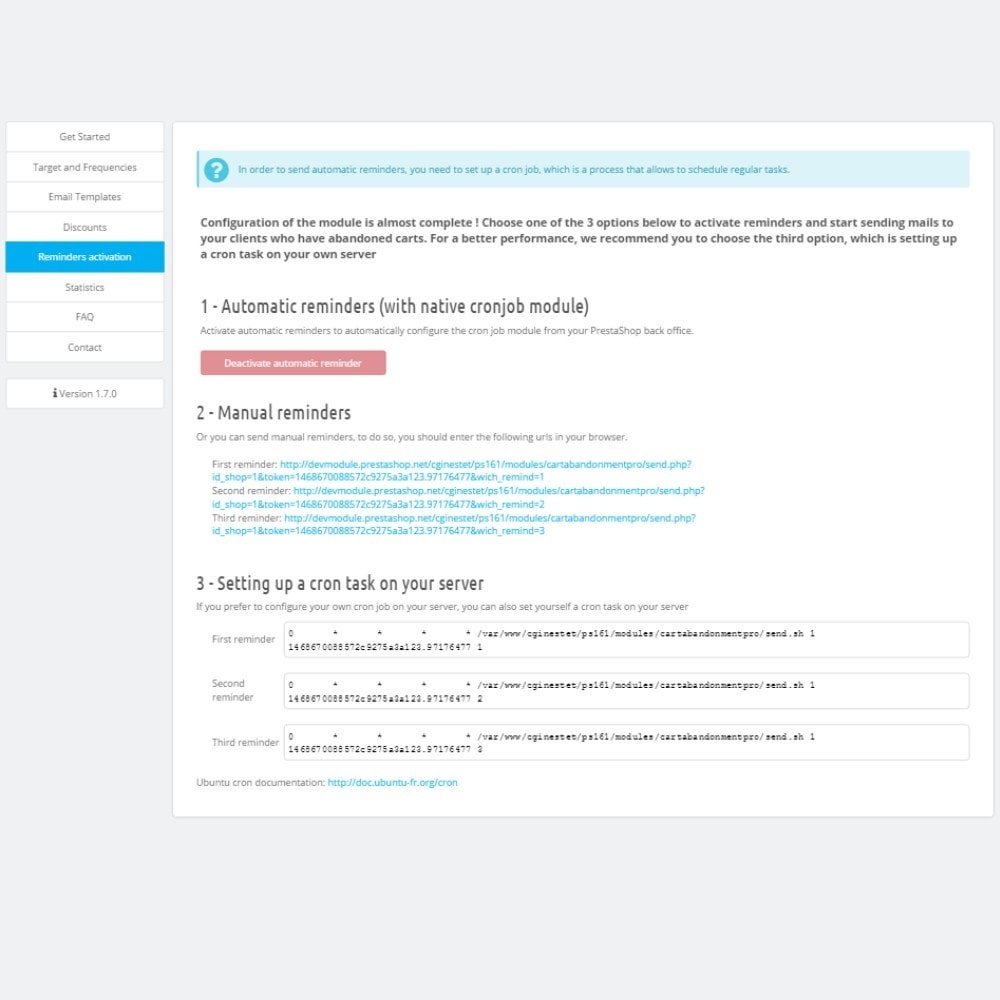 Get Started
Target and Frequencies
Email Templates
Discounts
Reminders activation
Statistics
FAQ
Contact
i Version 1.7.0
? In order to send automatic reminders, you need to set up a cron job, which is a process that allows to schedule regular tasks.
Configuration of the module is almost complete ! Choose one of the 3 options below to activate reminders and start sending mails to
your clients who have abandoned carts. For a better performance, we recommend you to choose the third option, which is setting up
a cron task on your own server
1 - Automatic reminders (with native cronjob module)
Activate automatic reminders to automatically configure the cron job module from your PrestaShop back office.
Deactivate automatic reminder
2 - Manual reminders
Or you can send manual reminders, to do so, you should enter the following urls in your browser.
First reminder: http://devmodule.prestashop.net/cginestet/ps161/modules/cartabandonmentpro/send.php?
id_shop=1&token=1468670088572c9275a3a123.97176477&wich_remind=1
Second reminder: http://devmodule.prestashop.net/cginestet/ps161/modules/cartabandonmentpro/send.php?
id_shop=1&token=1468670088572c9275a3a123.97176477&wich_remind=2
Third reminder: http://devmodule.prestashop.net/cginestet/ps161/modules/cartabandonmentpro/send.php?
id_shop=1&token=1468670088572c9275a3a123.97176477&wich_remind=3
3 - Setting up a cron task on your server
If you prefer to configure your own cron job on your server, you can also set yourself a cron task on your server
First reminder
0 * * * * /var/www/cginestet/ps161/modules/cartabandonmentpro/send.sh 1
1468670088572c9275a3a123.97176477 1
Second
reminder
0 * * * * /var/www/cginestet/ps161/modules/cartabandonmentpro/send.sh 1
1468670088572c9275a3a123.97176477 2
Third reminder
0 * * * * /var/www/cginestet/ps161/modules/cartabandonmentpro/send.sh 1
1468670088572c9275a3a123.97176477 3
Ubuntu cron documentation: http://doc.ubuntu-fr.org/cron